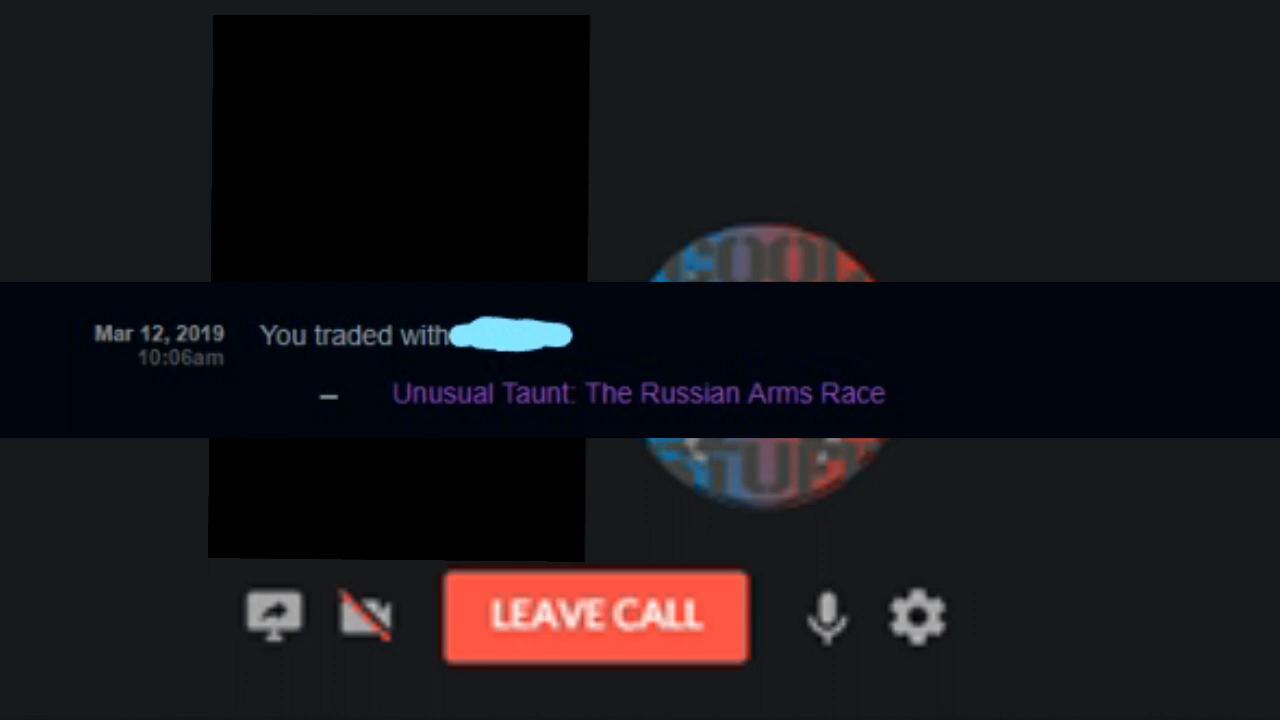 Mar 12, 2019 You traded with
10:06am
– Unusual Taunt: The Russian Arms Race
LEAVE CALL